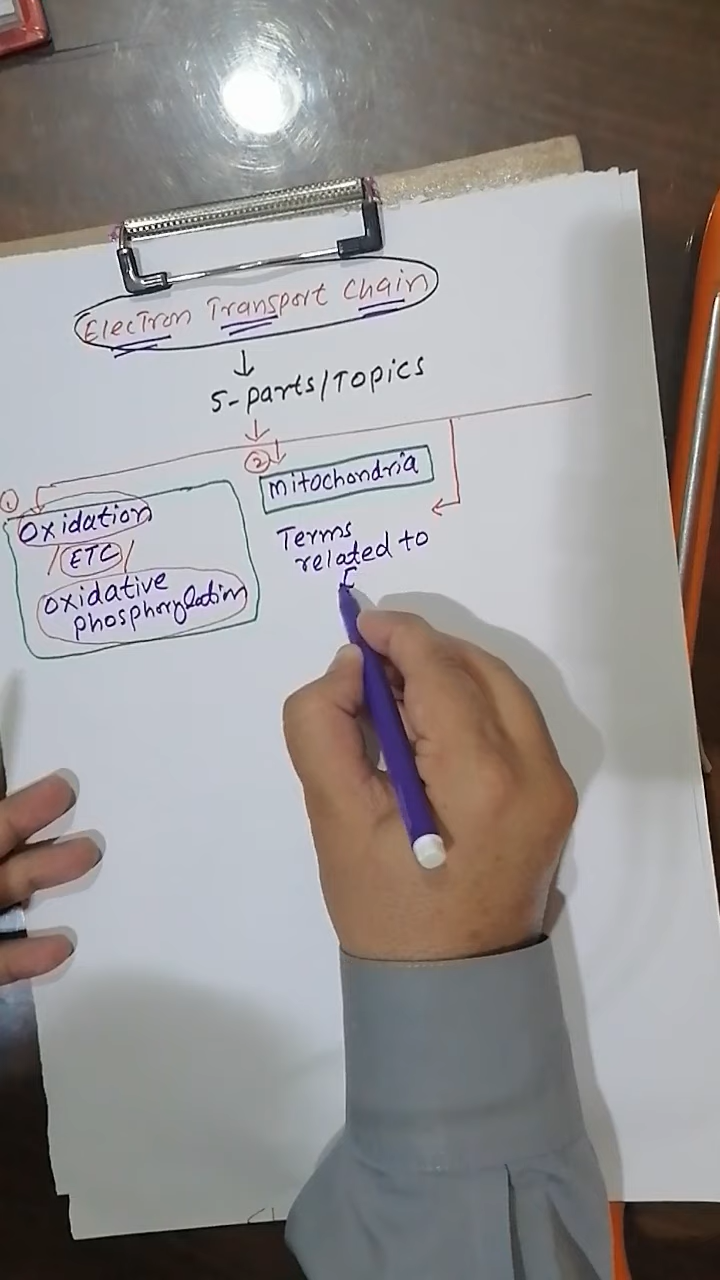 Electron Transport Chain
5-parts/Topics
①
Oxidation
/ETC/
oxidative
phosphorylation
②
mitochondria
Terms
related to
E